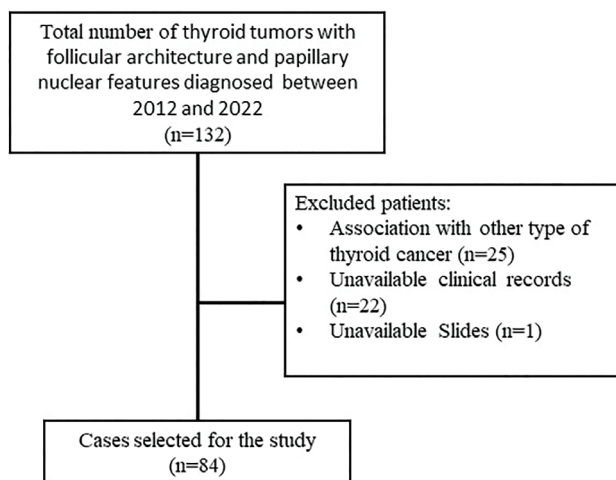 Total number of thyroid tumors with
follicular architecture and papillary
nuclear features diagnosed between
2012 and 2022
(n=132)
Excluded patients:
• Association with other type of
thyroid cancer (n=25)
• Unavailable clinical records
(n=22)
• Unavailable Slides (n=1)
Cases selected for the study
(n=84)